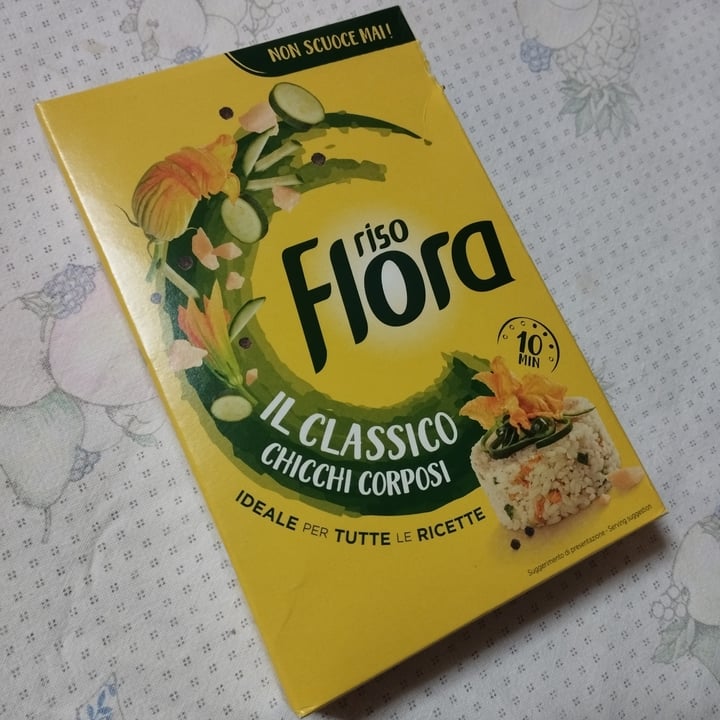 NON SCUOCE MAI!
riso
Flora
10
MIN
IL CLASSICO
CHICCHI CORPOSI
IDEALE PER TUTTE LE RICETTE
Suggerimento di presentazione - Serving suggestion